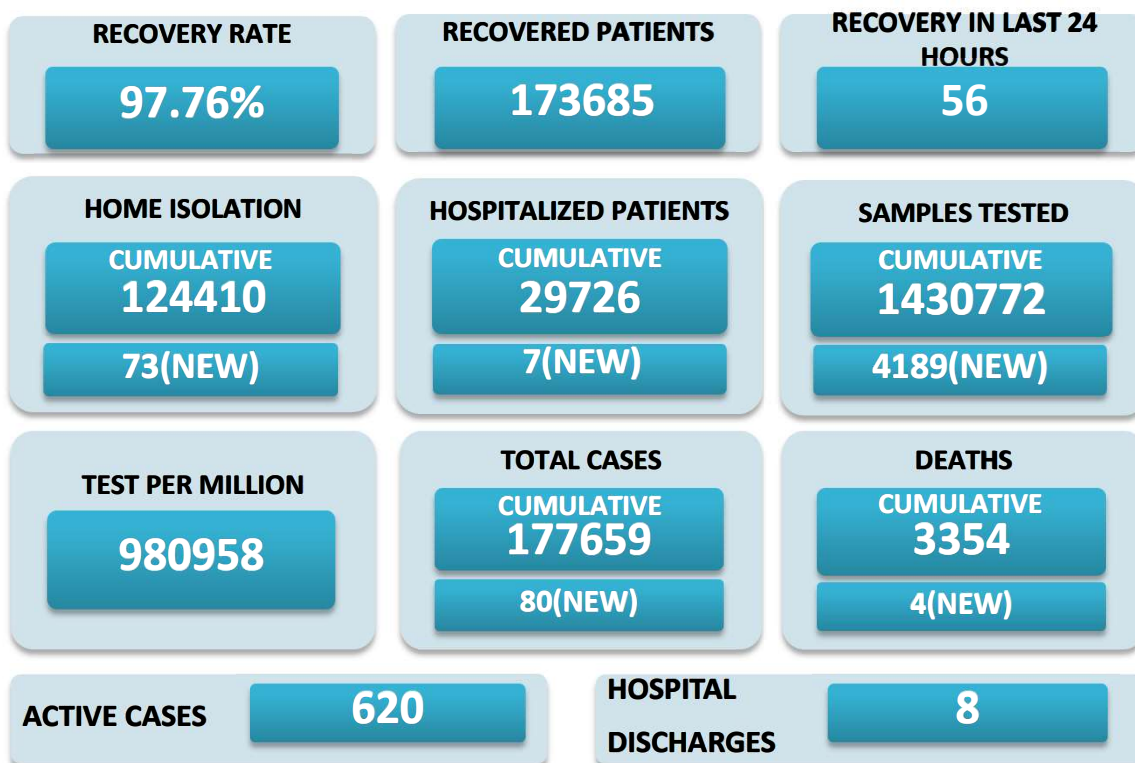 RECOVERY RATE
97.76%
RECOVERED PATIENTS
173685
RECOVERY IN LAST 24
HOURS
56
HOME ISOLATION
CUMULATIVE
124410
73(NEW)
HOSPITALIZED PATIENTS
CUMULATIVE
29726
7(NEW)
SAMPLES TESTED
CUMULATIVE
1430772
4189(NEW)
TEST PER MILLION
980958
TOTAL CASES
CUMULATIVE
177659
80(NEW)
DEATHS
CUMULATIVE
3354
4(NEW)
ACTIVE CASES
620
HOSPITAL
DISCHARGES
8